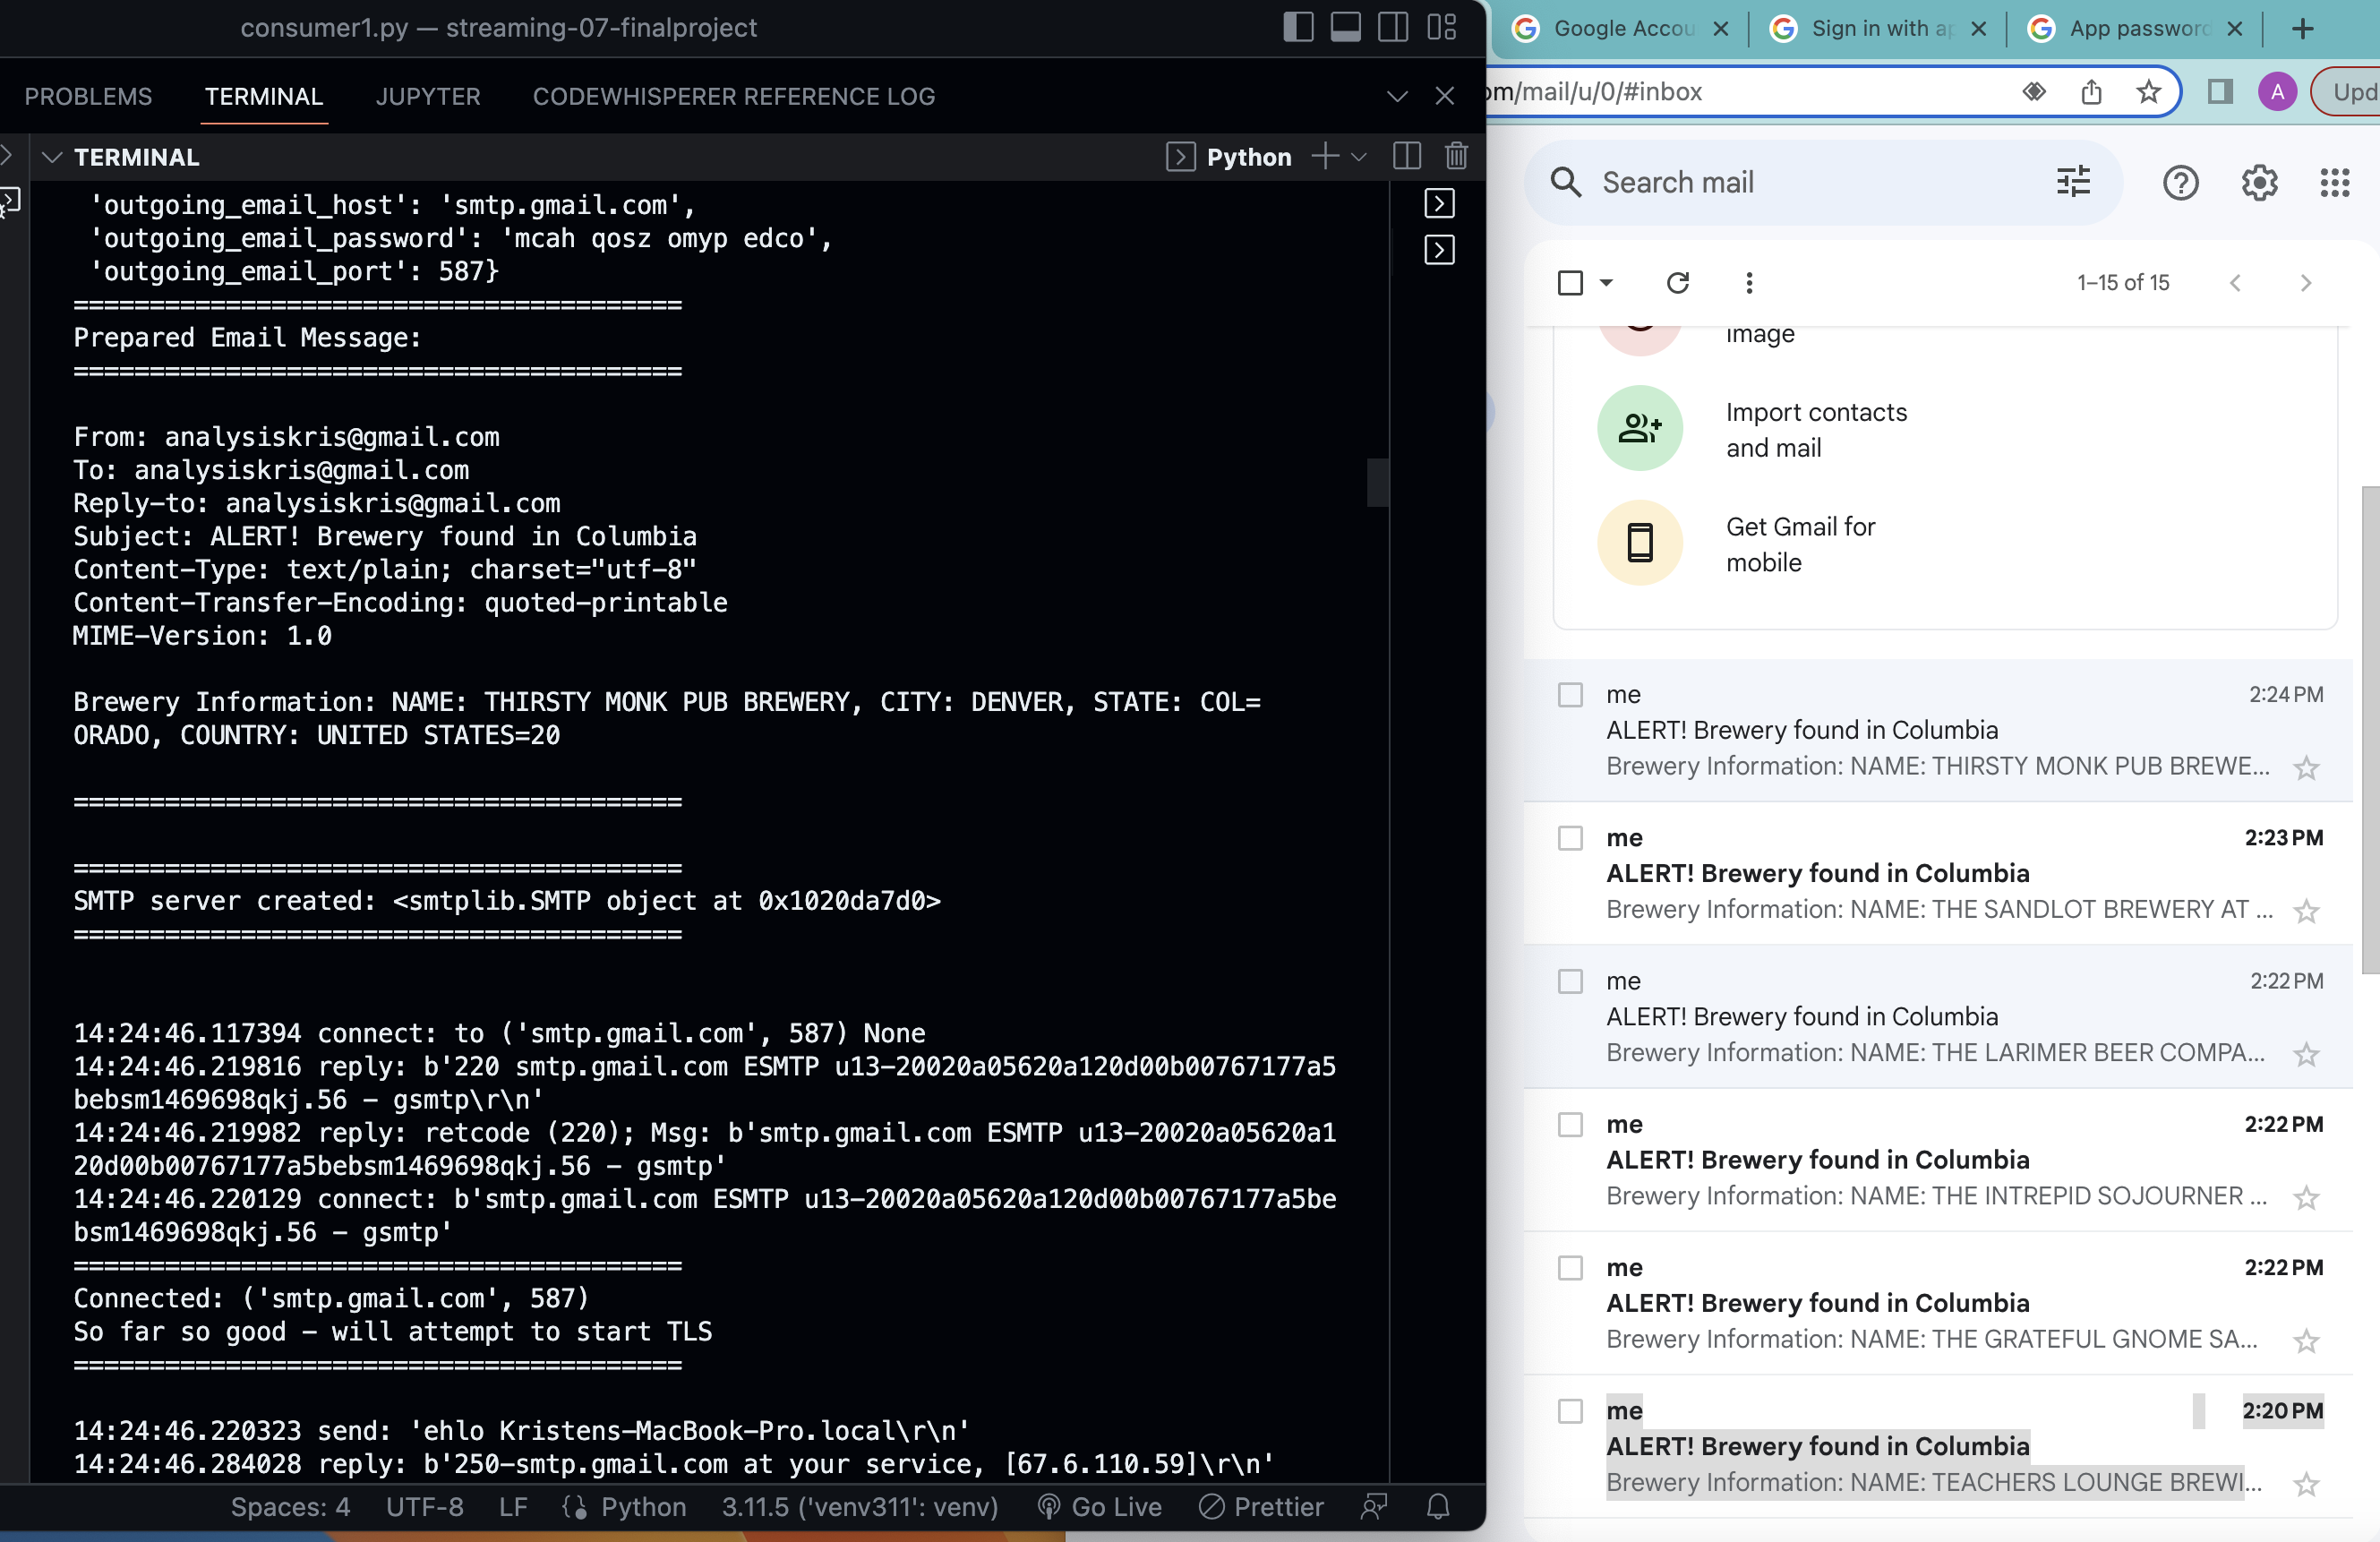 consumer1.py — streaming-07-finalproject
PROBLEMS TERMINAL JUPYTER CODEWHISPERER REFERENCE LOG
TERMINAL
Python
'outgoing_email_host': 'smtp.gmail.com',
'outgoing_email_password': 'mcah qosz omyp edco',
'outgoing_email_port': 587}
========================================
Prepared Email Message:
========================================
From: analysiskris@gmail.com
To: analysiskris@gmail.com
Reply-to: analysiskris@gmail.com
Subject: ALERT! Brewery found in Columbia
Content-Type: text/plain; charset="utf-8"
Content-Transfer-Encoding: quoted-printable
MIME-Version: 1.0
Brewery Information: NAME: THIRSTY MONK PUB BREWERY, CITY: DENVER, STATE: COL=
ORADO, COUNTRY: UNITED STATES=20
========================================
========================================
SMTP server created: <smtplib.SMTP object at 0x1020da7d0>
========================================
14:24:46.117394 connect: to ('smtp.gmail.com', 587) None
14:24:46.219816 reply: b'220 smtp.gmail.com ESMTP u13-20020a05620a120d00b00767177a5
bebsm1469698qkj.56 - gsmtp\r\n'
14:24:46.219982 reply: retcode (220); Msg: b'smtp.gmail.com ESMTP u13-20020a05620a1
20d00b00767177a5bebsm1469698qkj.56 - gsmtp'
14:24:46.220129 connect: b'smtp.gmail.com ESMTP u13-20020a05620a120d00b00767177a5be
bsm1469698qkj.56 - gsmtp'
========================================
Connected: ('smtp.gmail.com', 587)
So far so good - will attempt to start TLS
========================================
14:24:46.220323 send: 'ehlo Kristens-MacBook-Pro.local\r\n'
14:24:46.284028 reply: b'250-smtp.gmail.com at your service, [67.6.110.59]\r\n'
Spaces: 4 UTF-8 LF Python 3.11.5 ('venv311': venv) Go Live Prettier
Google Accou
Sign in with ap
App password
om/mail/u/0/#inbox
A
Upd
Search mail
1–15 of 15
image
Import contacts
and mail
Get Gmail for
mobile
me 2:24 PM
ALERT! Brewery found in Columbia
Brewery Information: NAME: THIRSTY MONK PUB BREWE...
me 2:23 PM
ALERT! Brewery found in Columbia
Brewery Information: NAME: THE SANDLOT BREWERY AT ...
me 2:22 PM
ALERT! Brewery found in Columbia
Brewery Information: NAME: THE LARIMER BEER COMPA...
me 2:22 PM
ALERT! Brewery found in Columbia
Brewery Information: NAME: THE INTREPID SOJOURNER ...
me 2:22 PM
ALERT! Brewery found in Columbia
Brewery Information: NAME: THE GRATEFUL GNOME SA...
me 2:20 PM
ALERT! Brewery found in Columbia
Brewery Information: NAME: TEACHERS LOUNGE BREWI...